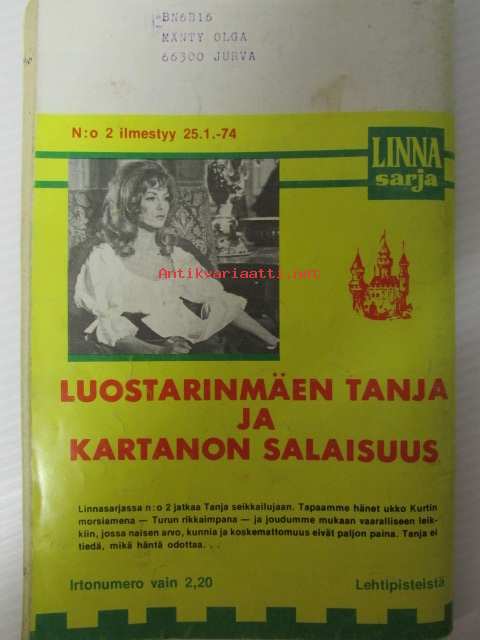 BN6B16
MÄNTY OLGA
66300 JURVA
N:o 2 ilmestyy 25.1.-74
LINNA
sarja
Antikvariaatti.net
LUOSTARINMÄEN TANJA
JA
KARTANON SALAISUUS
Linnasarjassa n:o 2 jatkaa Tanja seikkailujaan. Tapaamme hänet ukko Kurtin
morsiamena — Turun rikkaimpana — ja joudumme mukaan vaaralliseen leik-
kiin, jossa naisen arvo, kunnia ja koskemattomuus eivät paljon paina. Tanja ei
tiedä, mikä häntä odottaa. . .
Irtonumero vain 2,20
Lehtipisteistä